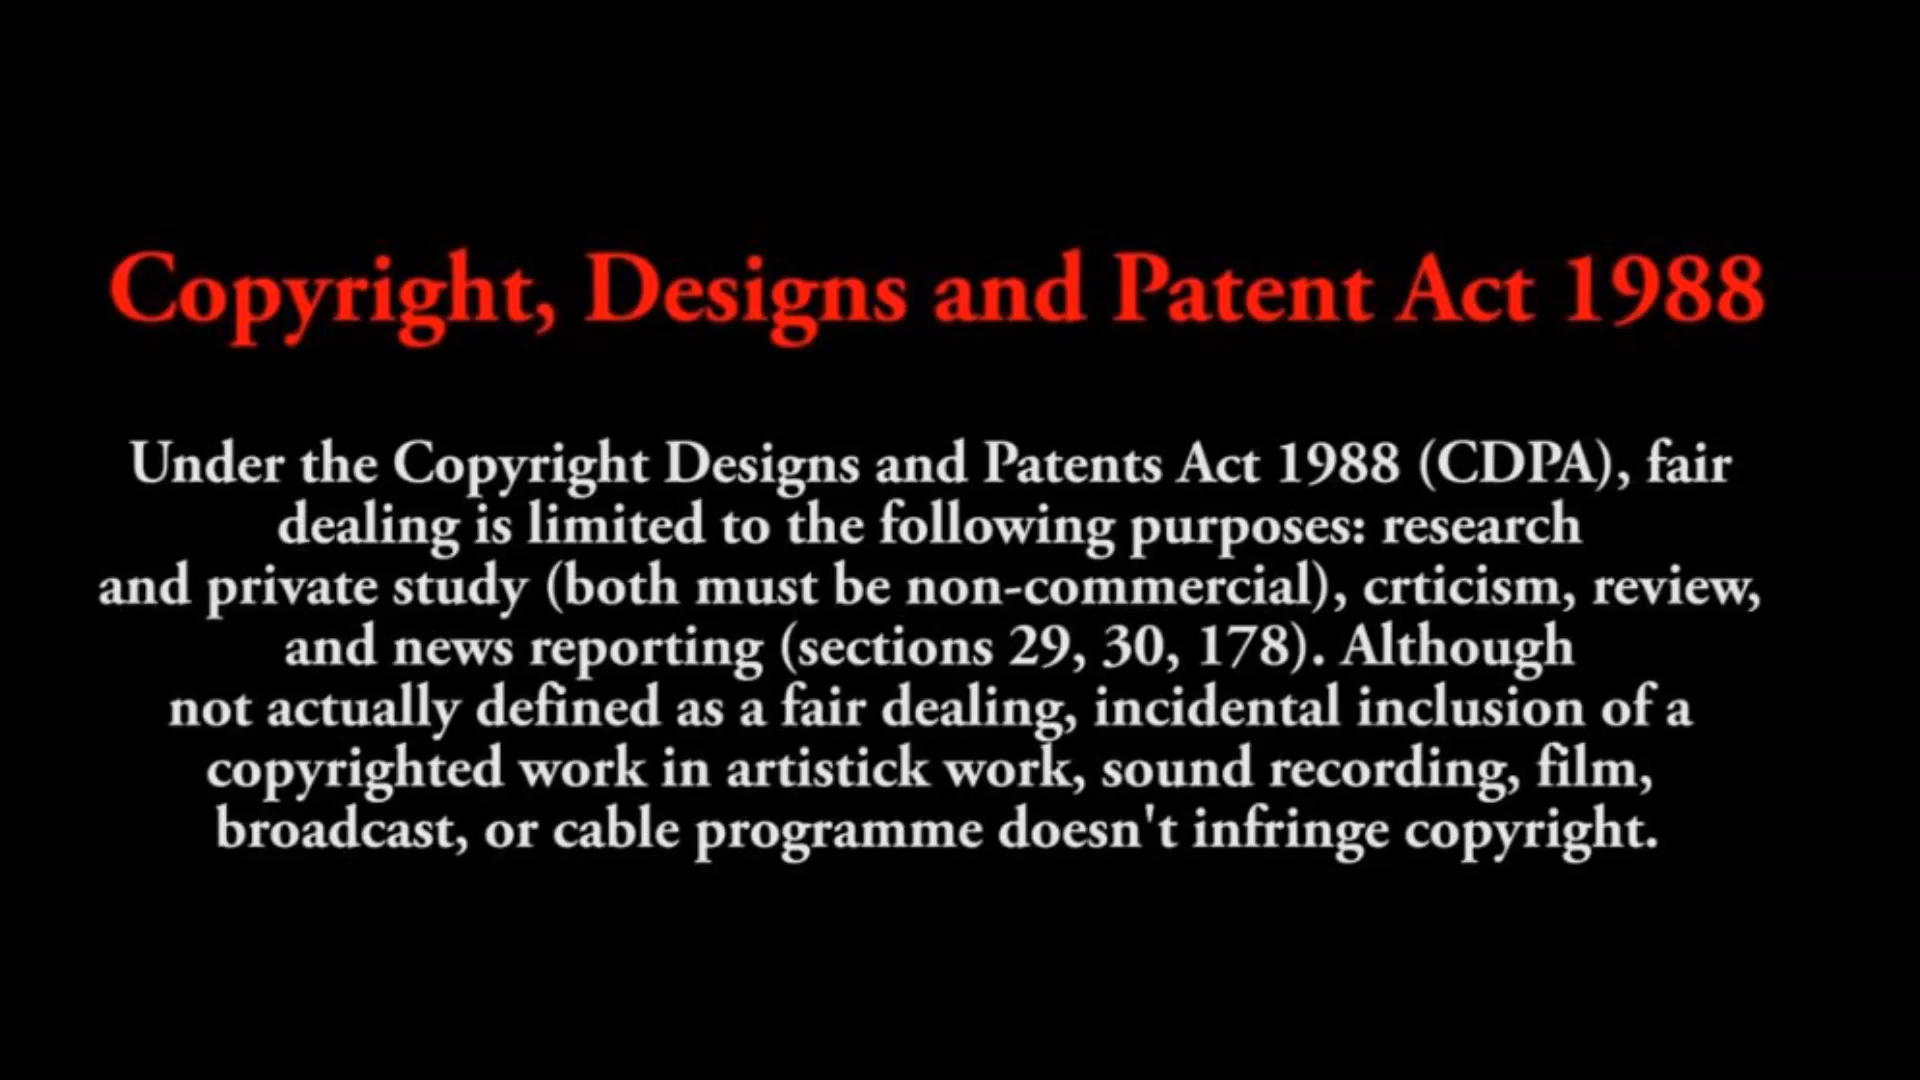 Copyright, Designs and Patent Act 1988
Under the Copyright Designs and Patents Act 1988 (CDPA), fair
dealing is limited to the following purposes: research
and private study (both must be non-commercial), crticism, review,
and news reporting (sections 29, 30, 178). Although
not actually defined as a fair dealing, incidental inclusion of a
copyrighted work in artistick work, sound recording, film,
broadcast, or cable programme doesn't infringe copyright.